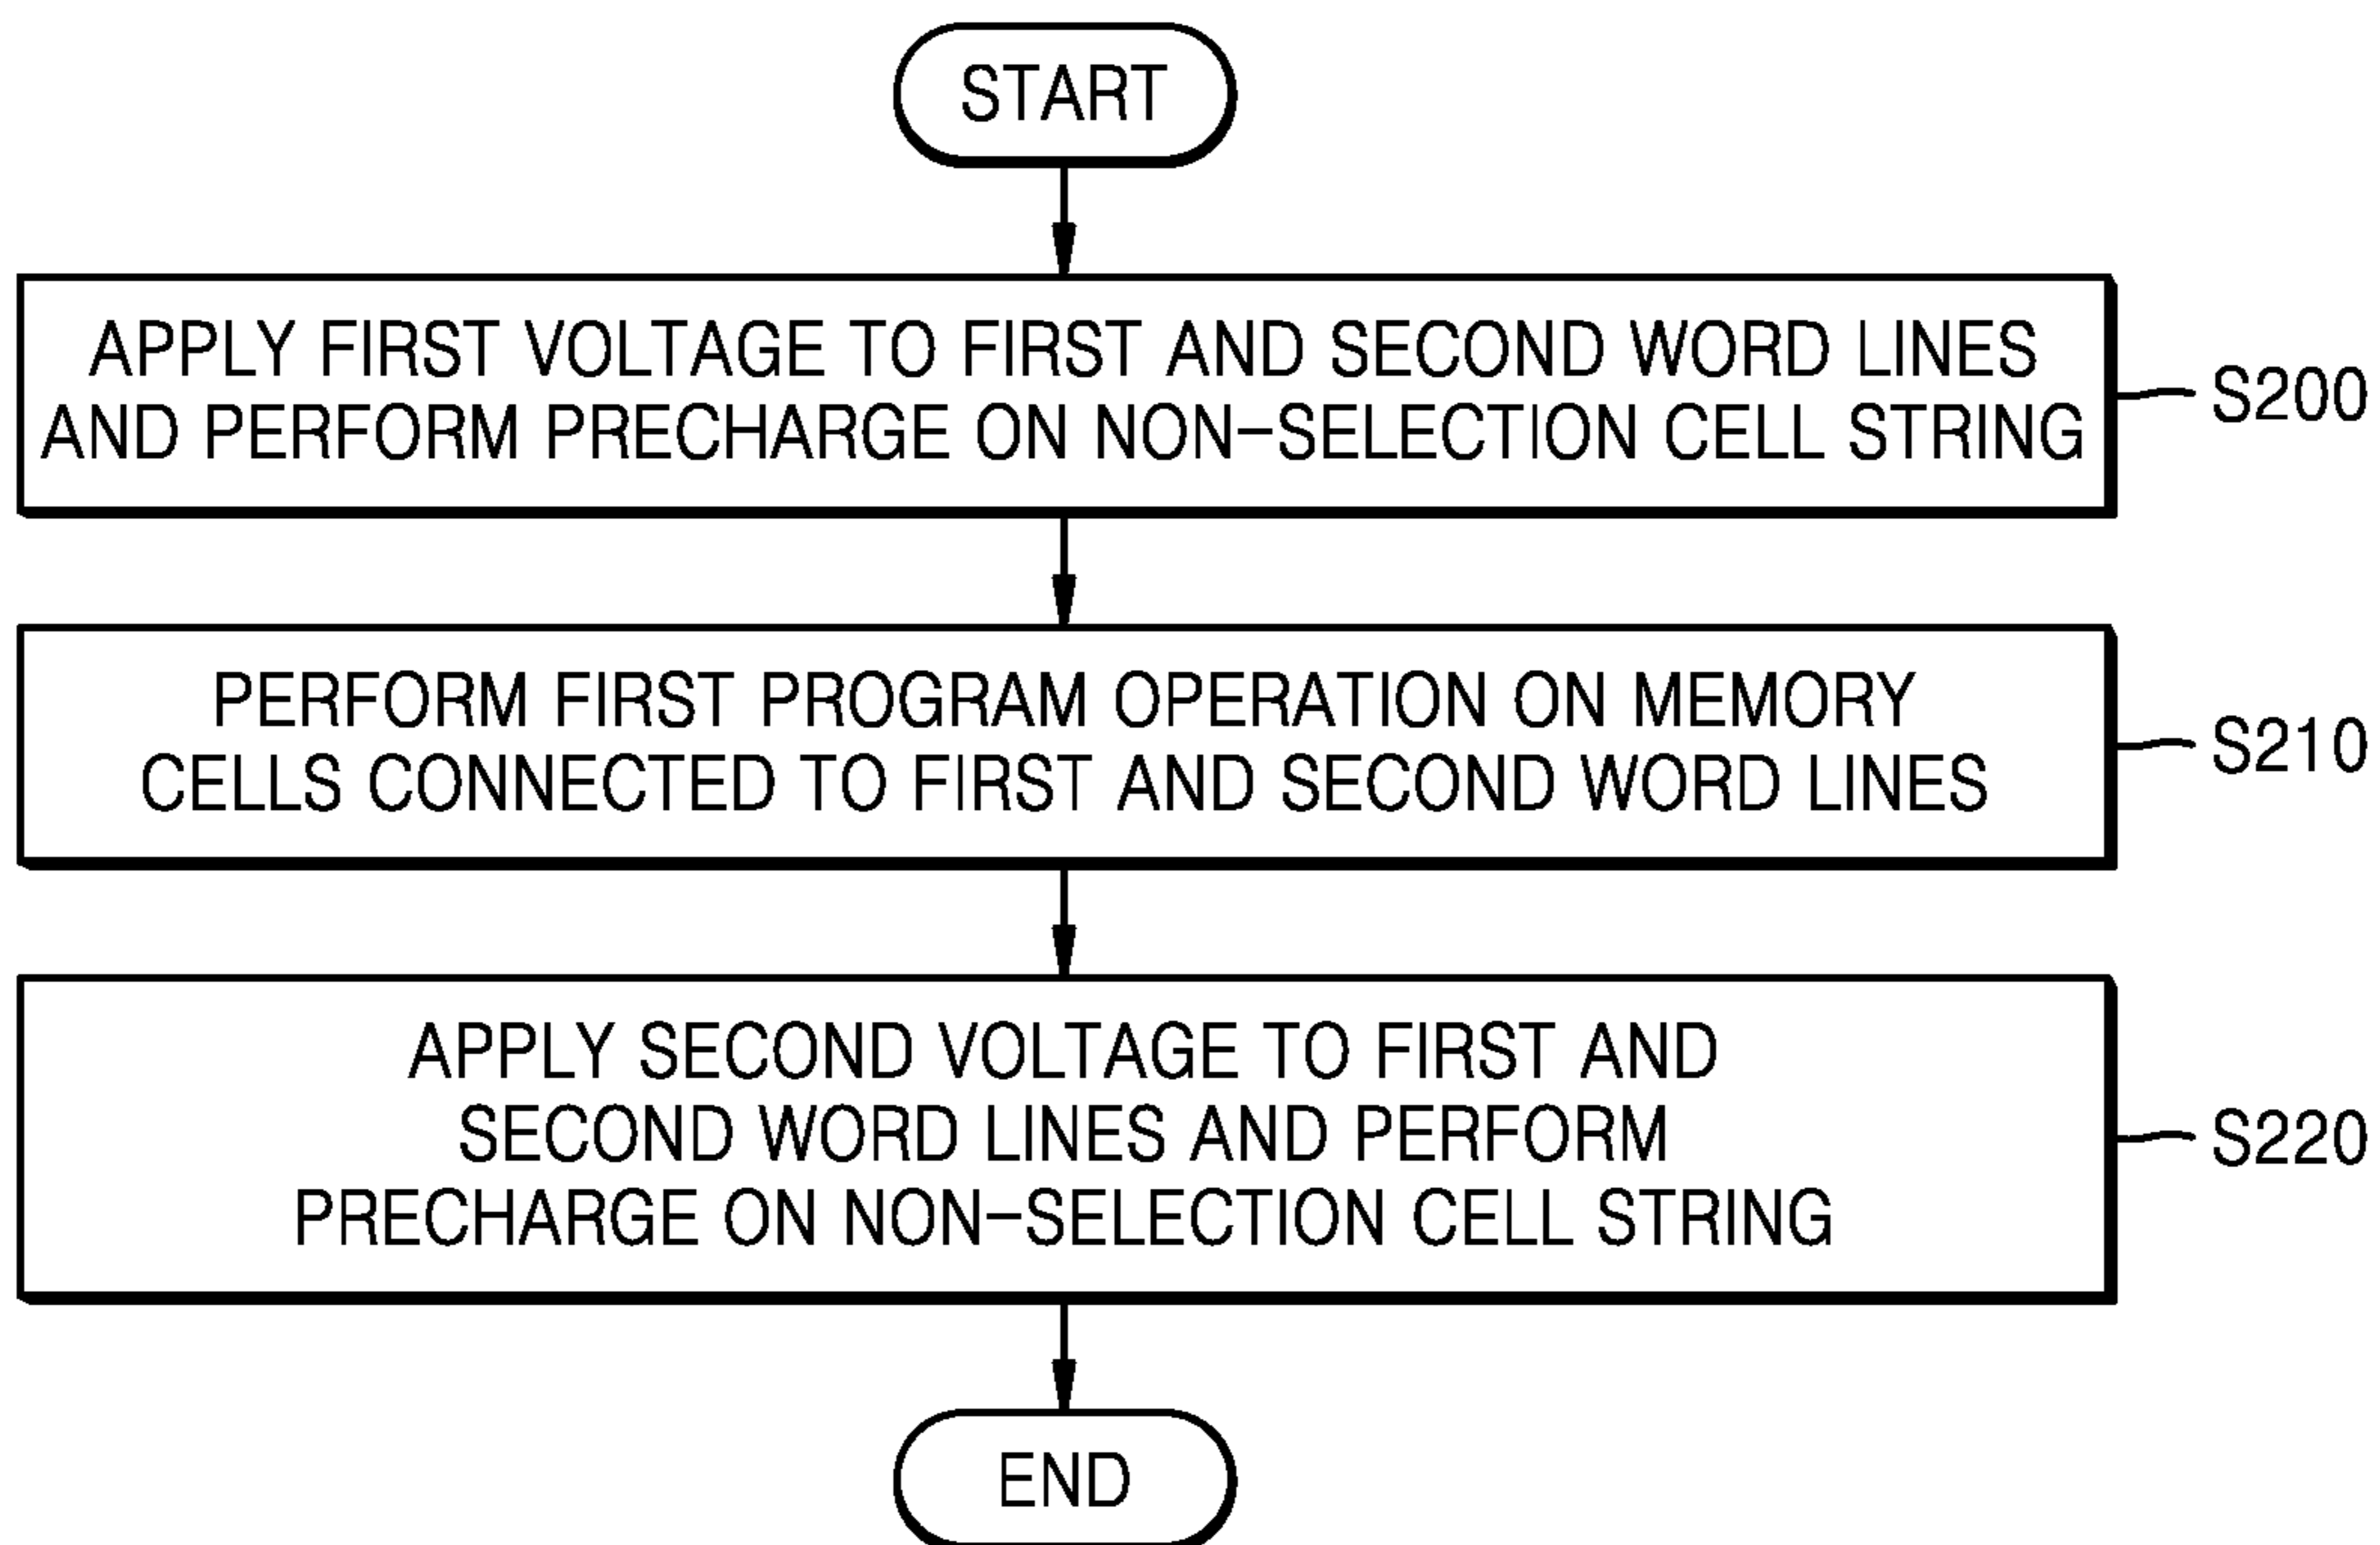 START
APPLY FIRST VOLTAGE TO FIRST AND SECOND WORD LINES
AND PERFORM PRECHARGE ON NON-SELECTION CELL STRING
S200
PERFORM FIRST PROGRAM OPERATION ON MEMORY
CELLS CONNECTED TO FIRST AND SECOND WORD LINES
S210
APPLY SECOND VOLTAGE TO FIRST AND
SECOND WORD LINES AND PERFORM
PRECHARGE ON NON-SELECTION CELL STRING
S220
END